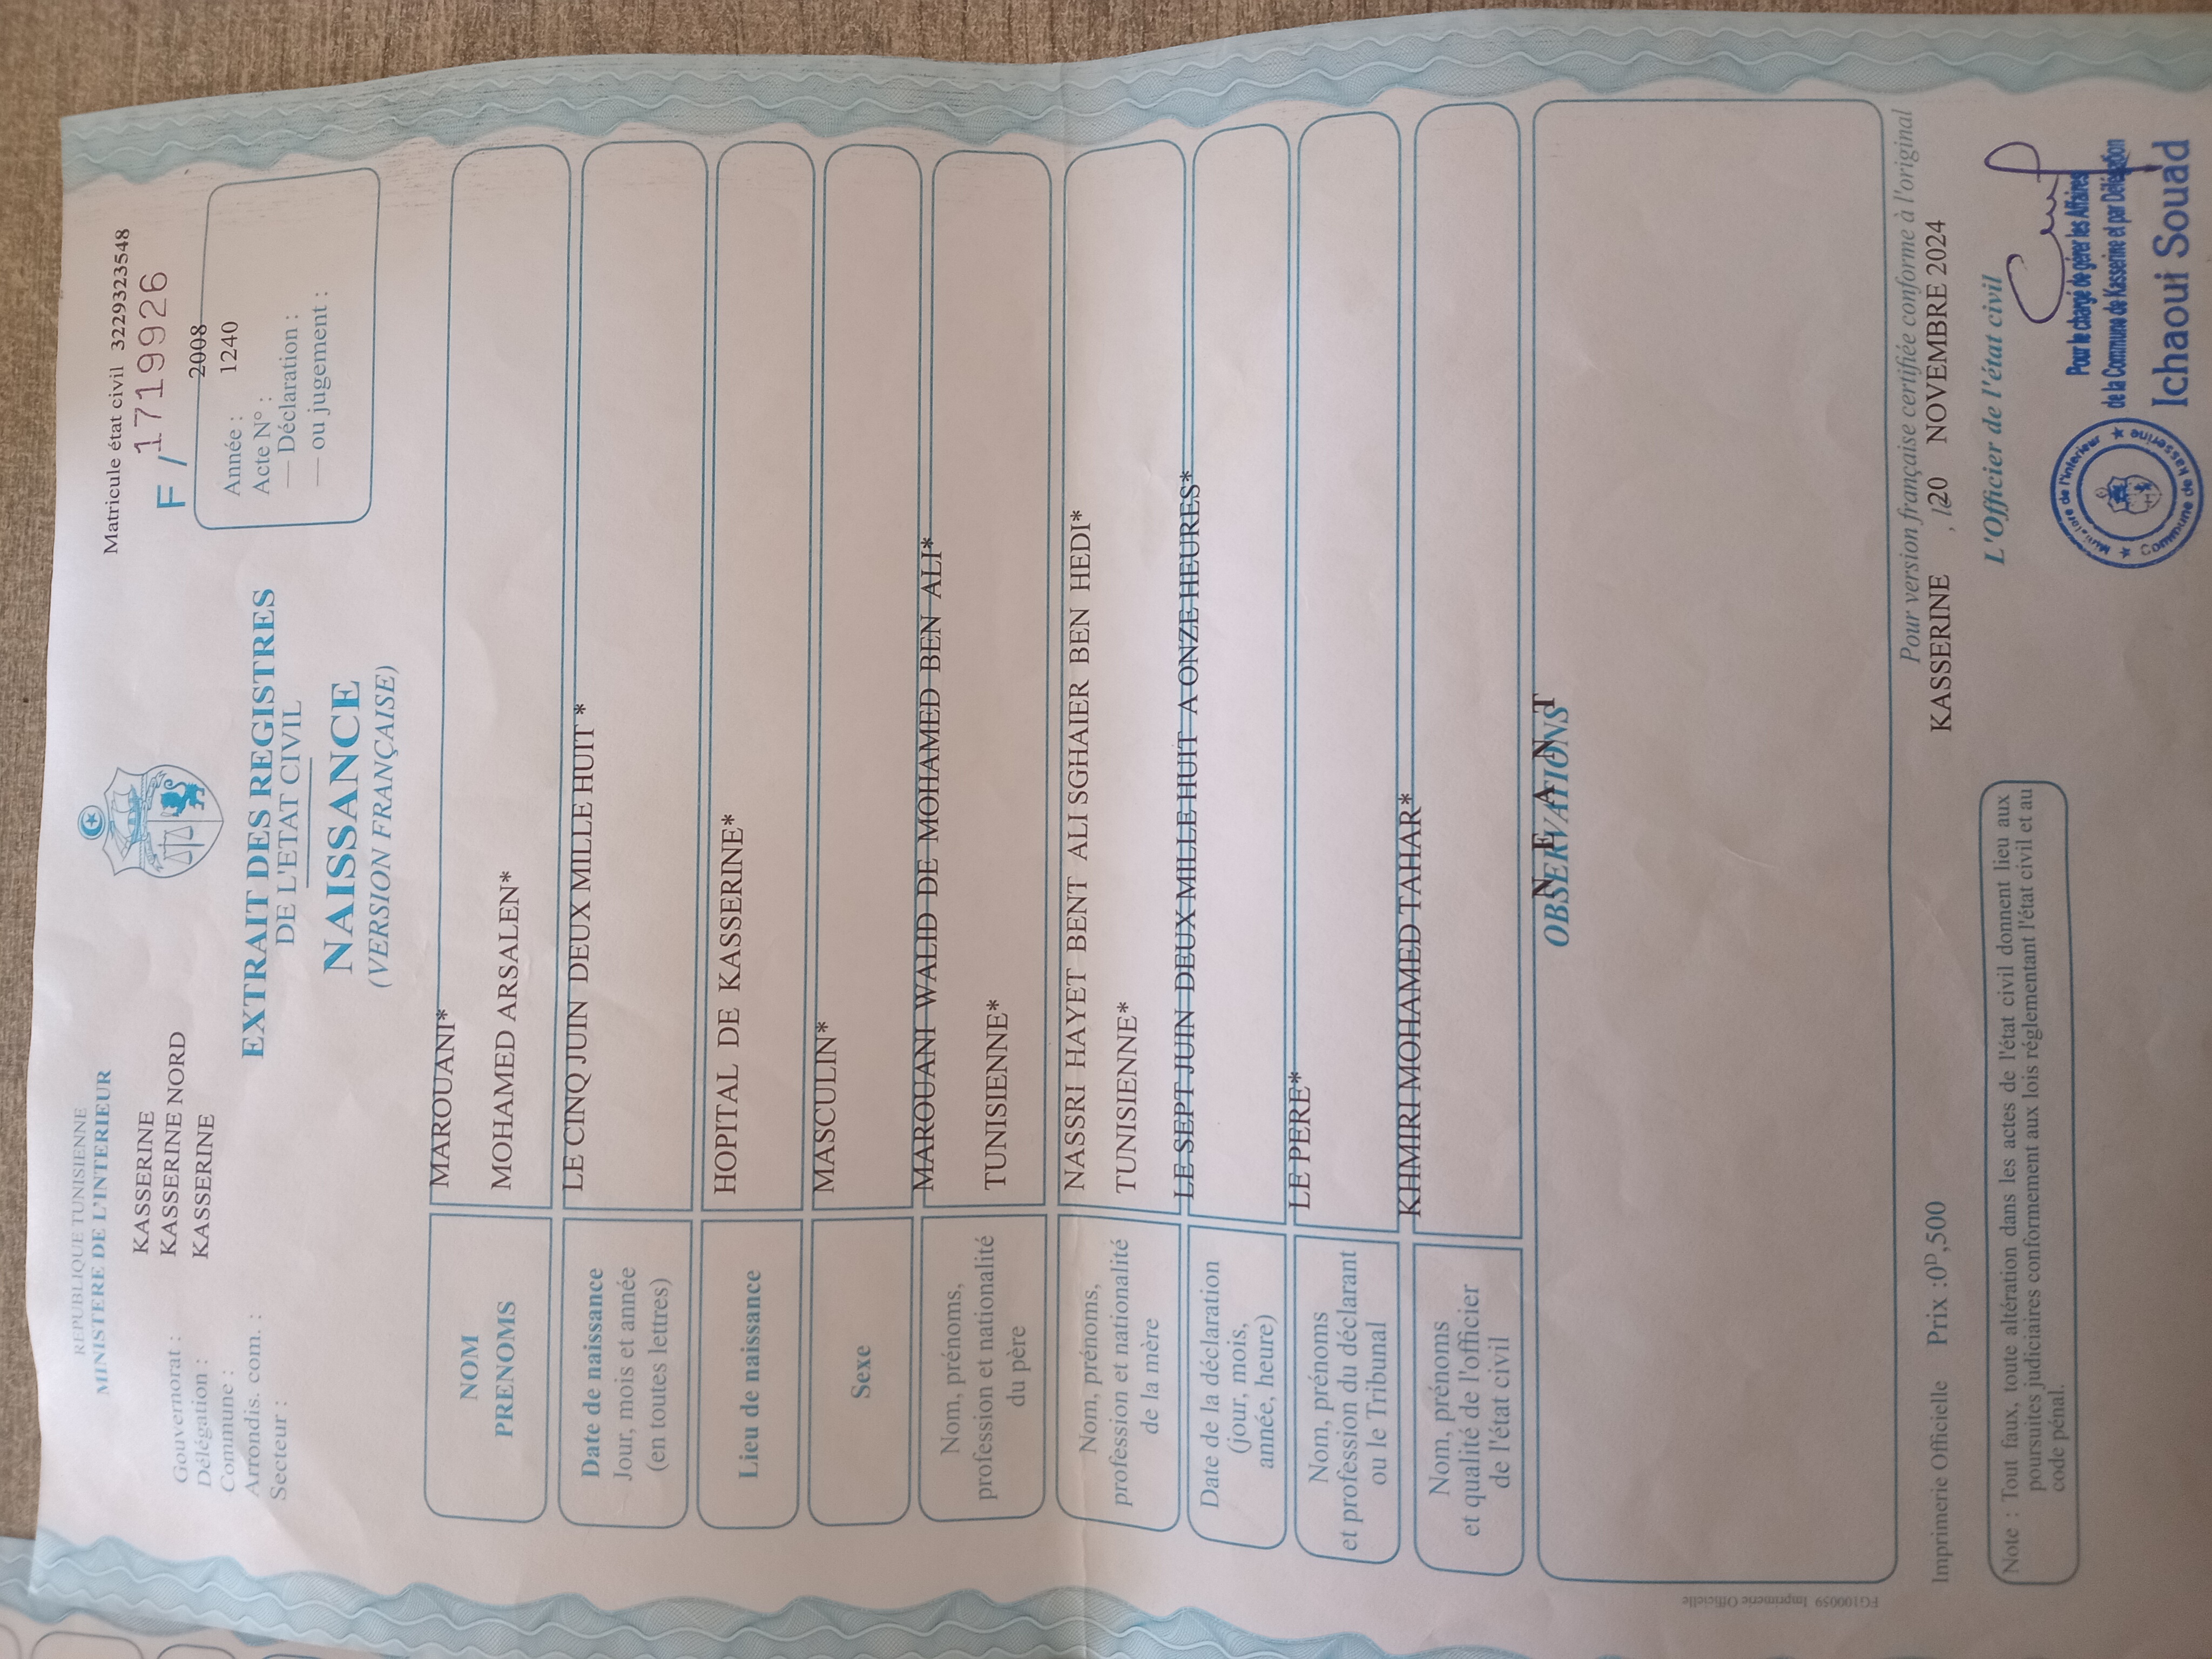 REPUBLIQUE TUNISIENNE
MINISTERE DE L'INTERIEUR
Gouvernorat : KASSERINE
Délégation : KASSERINE NORD
Commune : KASSERINE
Arrondis. com. :
Secteur :
Matricule état civil 32293235​48
F / 1719926
Année : 2008
Acte N° : 1240
— Déclaration :
— ou jugement :
EXTRAIT DES REGISTRES
DE L'ETAT CIVIL
NAISSANCE
(VERSION FRANÇAISE)
NOM MAROUANI*
PRENOMS MOHAMED ARSALEN*
Date de naissance
Jour, mois et année
(en toutes lettres)
LE CINQ JUIN DEUX MILLE HUIT *
Lieu de naissance HOPITAL DE KASSERINE*
Sexe MASCULIN*
Nom, prénoms,
profession et nationalité
du père
MAROUANI WALID DE MOHAMED BEN ALI*
TUNISIENNE*
Nom, prénoms,
profession et nationalité
de la mère
NASSRI HAYET BENT ALI SGHAIER BEN HEDI*
TUNISIENNE*
Date de la déclaration
(jour, mois,
année, heure)
LE SEPT JUIN DEUX MILLE HUIT A ONZE HEURES*
Nom, prénoms
et profession du déclarant
ou le Tribunal
LE PERE*
Nom, prénoms
et qualité de l'officier
de l'état civil
KHMIRI MOHAMED TAHAR*
OBSERVATIONS
N E A N T
FG100059 Imprimerie Officielle
Pour version française certifiée conforme à l'original
Imprimerie Officielle Prix :0D,500
KASSERINE , le 20 NOVEMBRE 2024
L'Officier de l'état civil
Note : Tout faux, toute altération dans les actes de l'état civil donnent lieu aux
poursuites judiciaires conformement aux lois réglementant l'état civil et au
code pénal.
Pour le chargé de gérer les Affaires
de la Commune de Kasserine et par Délégation
Ichaoui Souad
Ministère de l'interieur
Commune de kasserine